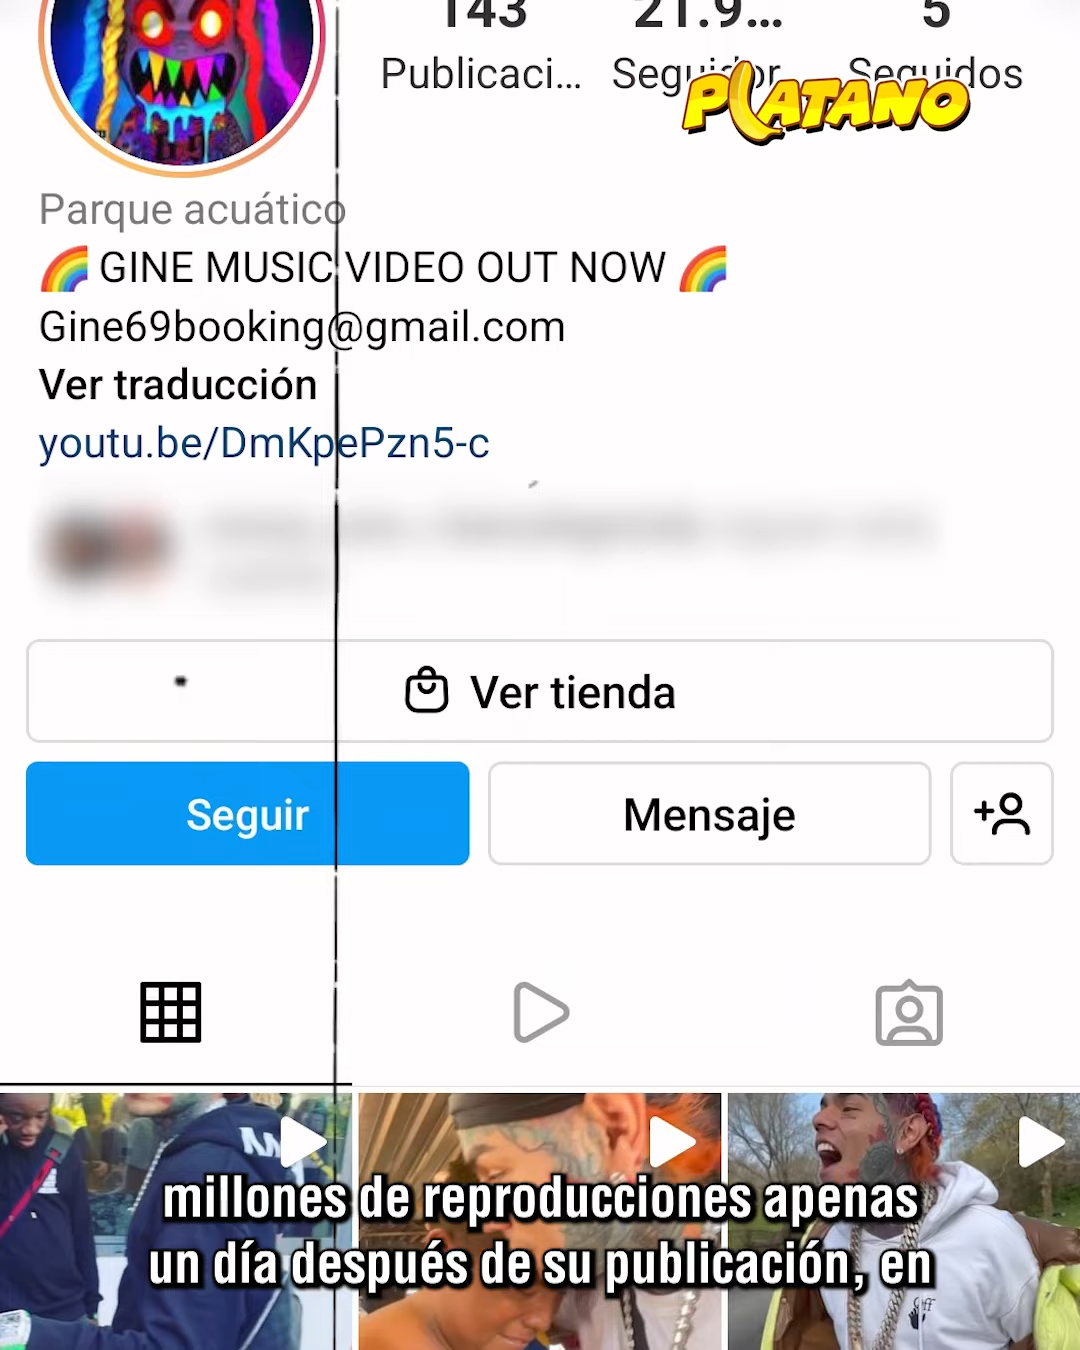 143 21.9... 5
Publicaci... Seguidor... Seguidos
PLATANO
Parque acuático
🌈 GINE MUSIC VIDEO OUT NOW 🌈
Gine69booking@gmail.com
Ver traducción
youtu.be/DmKpePzn5-c
Ver tienda
Seguir Mensaje
millones de reproducciones apenas
un día después de su publicación, en
Off